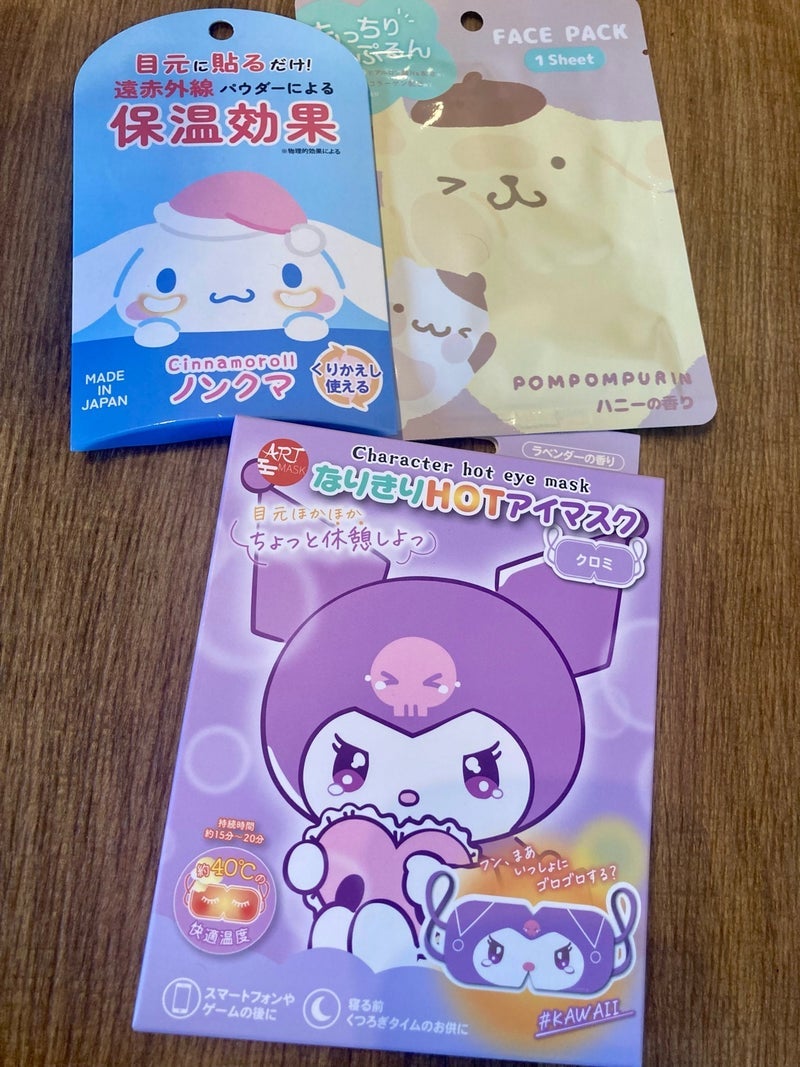 目元に貼るだけ!
遠赤外線 パウダーによる
保温効果
※物理的効果による
MADE
IN
JAPAN
Cinnamoroll
ノンクマ
くりかえし
使える
っちり
ぷるん
FACE PACK
1 Sheet
POMPOMPURIN
ハニーの香り
ART
MASK
Character hot eye mask
ラベンダーの香り
なりきりHOTアイマスク
目元ほかほか
ちょっと休憩しよっ
クロミ
持続時間
約15分~20分
約40℃の
快適温度
フン、まあ
いっしょに
ゴロゴロする?
スマートフォンや
ゲームの後に
寝る前
くつろぎタイムのお供に
#KAWAII